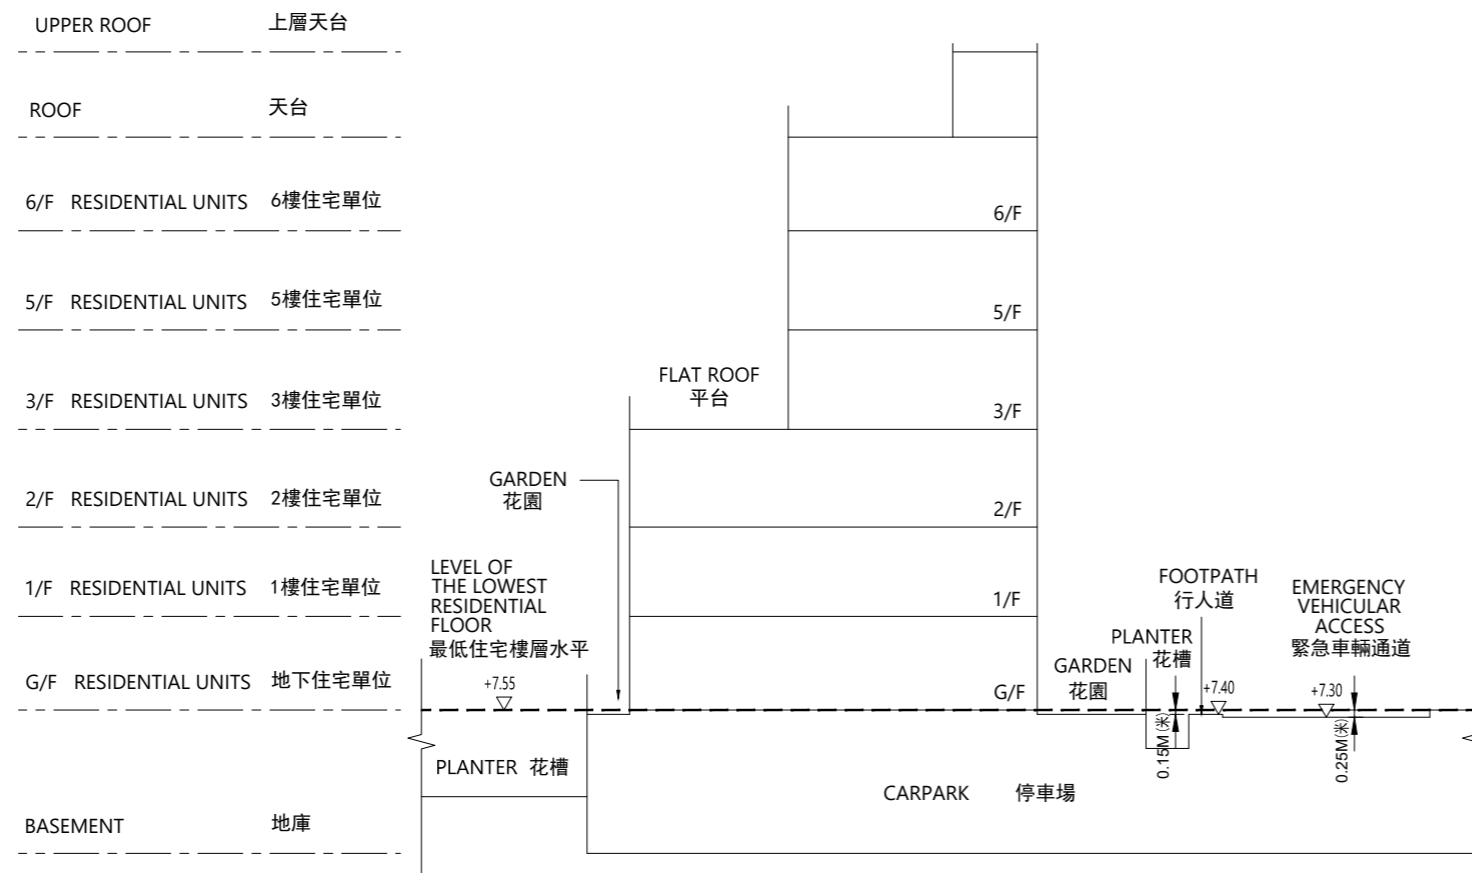 UPPER ROOF 上層天台
ROOF 天台
6/F RESIDENTIAL UNITS 6樓住宅單位
5/F RESIDENTIAL UNITS 5樓住宅單位
3/F RESIDENTIAL UNITS 3樓住宅單位
2/F RESIDENTIAL UNITS 2樓住宅單位
1/F RESIDENTIAL UNITS 1樓住宅單位
G/F RESIDENTIAL UNITS 地下住宅單位
BASEMENT 地庫
6/F
5/F
FLAT ROOF
平台
3/F
GARDEN
花園
2/F
LEVEL OF
THE LOWEST
RESIDENTIAL
FLOOR
最低住宅樓層水平
+7.55
1/F
G/F
PLANTER 花槽
CARPARK 停車場
GARDEN
花園
PLANTER
花槽
FOOTPATH
行人道
+7.40
0.15M(米)
EMERGENCY
VEHICULAR
ACCESS
緊急車輛通道
+7.30
0.25M(米)